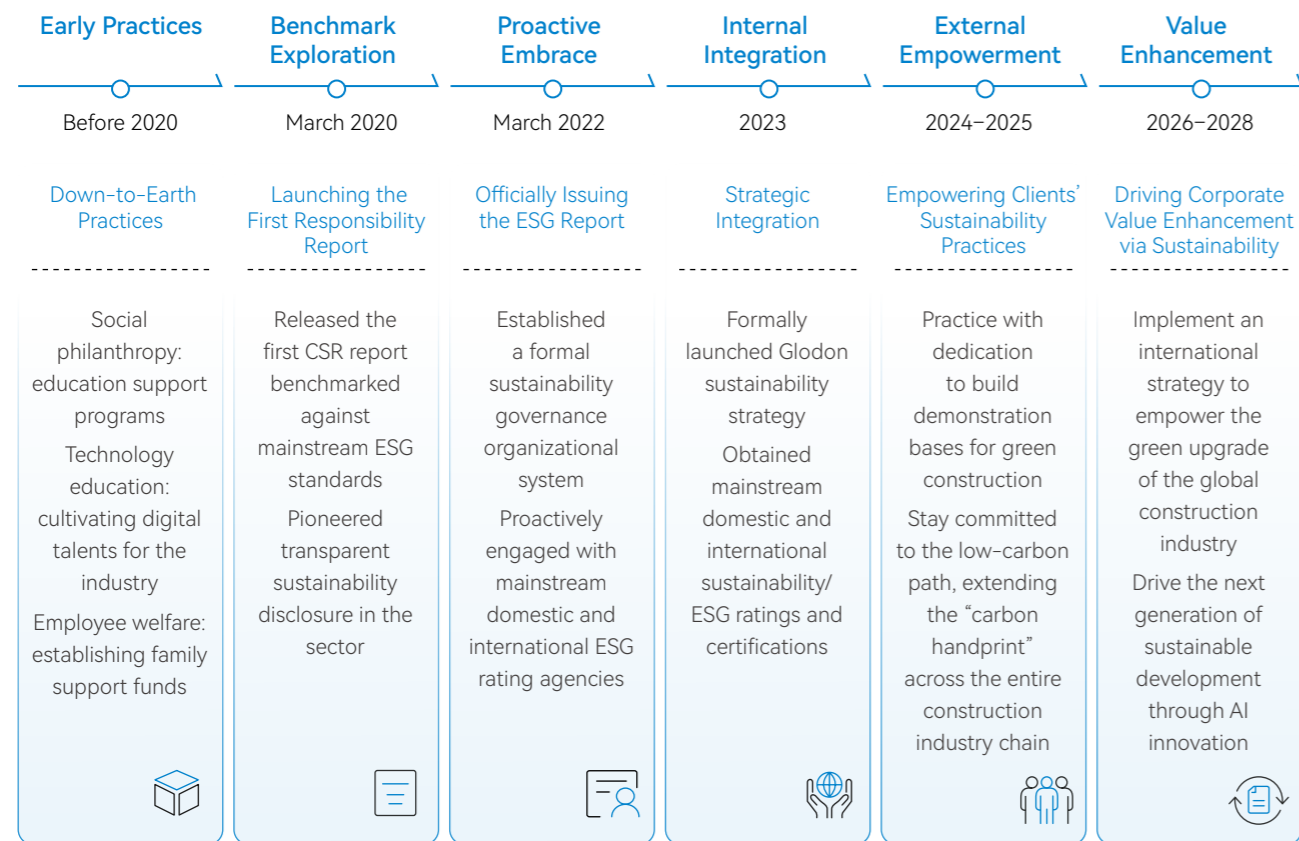 Early Practices
Before 2020
Down-to-Earth
Practices
Social
philanthropy:
education support
programs
Technology
education:
cultivating digital
talents for the
industry
Employee welfare:
establishing family
support funds
Benchmark
Exploration
March 2020
Launching the
First Responsibility
Report
Released the
first CSR report
benchmarked
against
mainstream ESG
standards
Pioneered
transparent
sustainability
disclosure in the
sector
Proactive
Embrace
March 2022
Officially Issuing
the ESG Report
Established
a formal
sustainability
governance
organizational
system
Proactively
engaged with
mainstream
domestic and
international ESG
rating agencies
Internal
Integration
2023
Strategic
Integration
Formally
launched Glodon
sustainability
strategy
Obtained
mainstream
domestic and
international
sustainability/
ESG ratings and
certifications
External
Empowerment
2024–2025
Empowering Clients’
Sustainability
Practices
Practice with
dedication
to build
demonstration
bases for green
construction
Stay committed
to the low-carbon
path, extending
the “carbon
handprint”
across the entire
construction
industry chain
Value
Enhancement
2026–2028
Driving Corporate
Value Enhancement
via Sustainability
Implement an
international
strategy to
empower the
green upgrade
of the global
construction
industry
Drive the next
generation of
sustainable
development
through AI
innovation